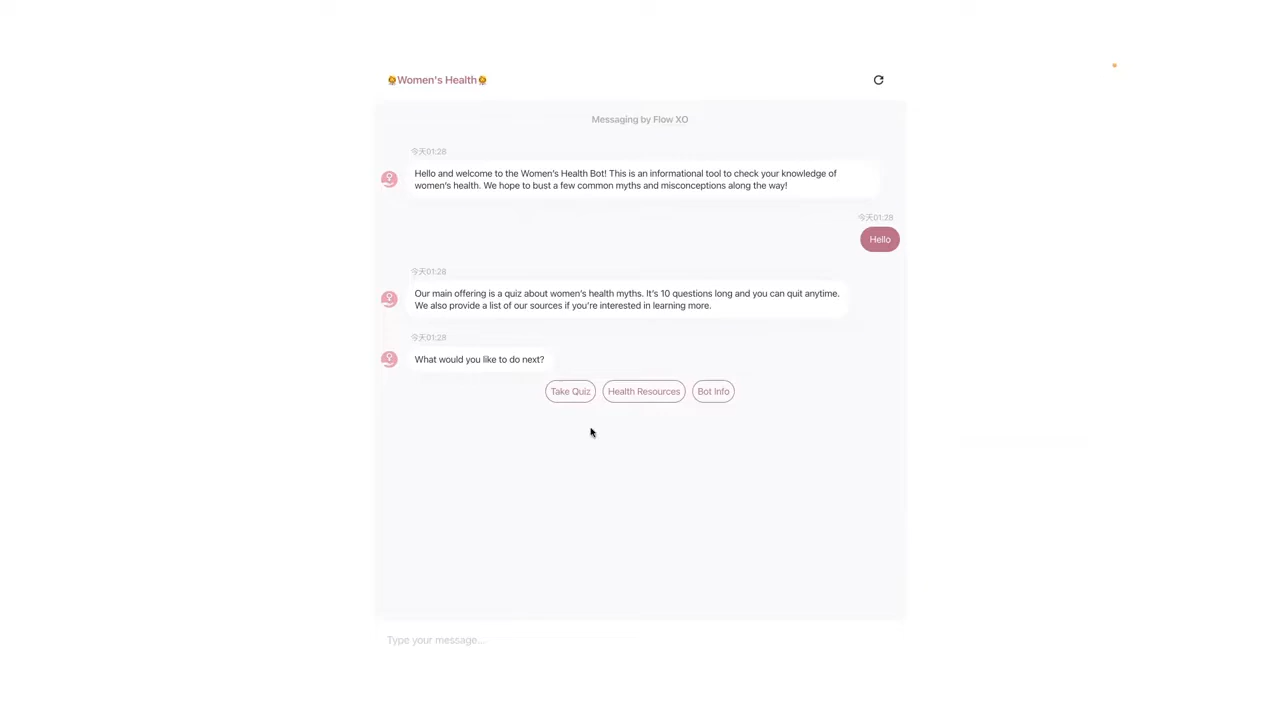 Women's Health
Messaging by Flow XO
今天01:28
Hello and welcome to the Women's Health Bot! This is an informational tool to check your knowledge of
women's health. We hope to bust a few common myths and misconceptions along the way!
今天01:28
Hello
今天01:28
Our main offering is a quiz about women's health myths. It's 10 questions long and you can quit anytime.
We also provide a list of our sources if you're interested in learning more.
今天01:28
What would you like to do next?
Take Quiz Health Resources Bot Info
Type your message...